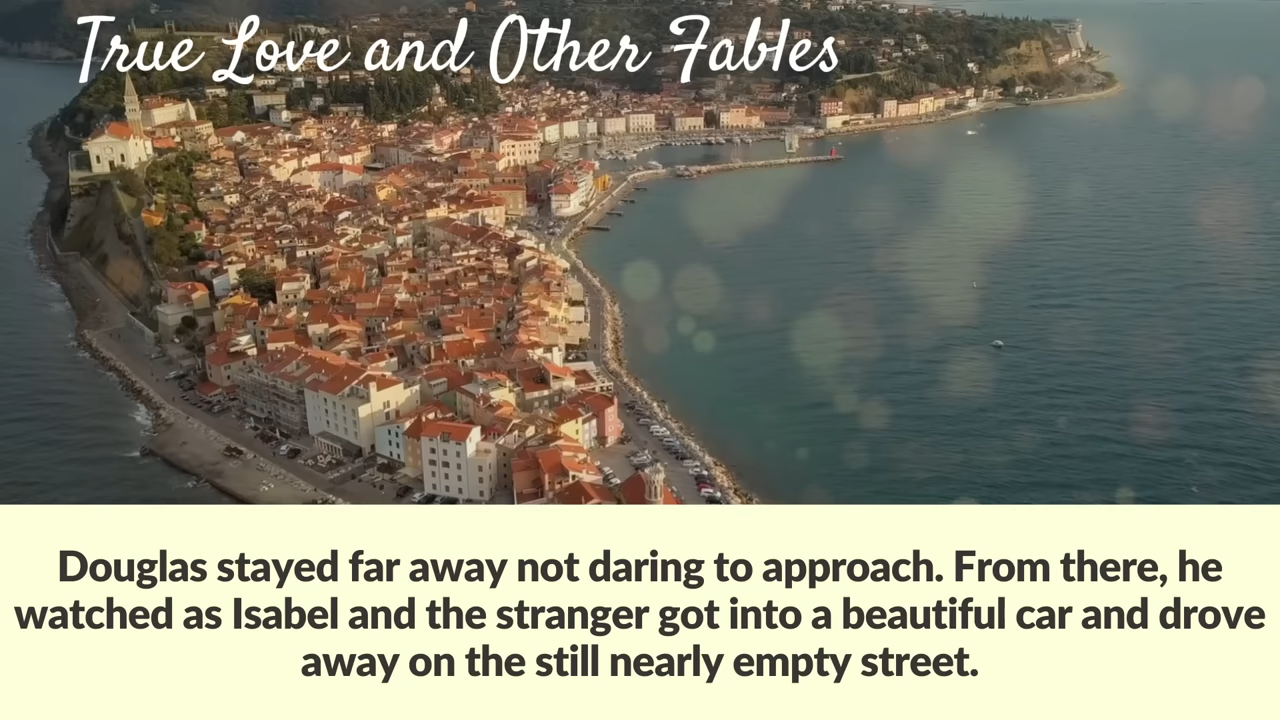 True Love and Other Fables
Douglas stayed far away not daring to approach. From there, he
watched as Isabel and the stranger got into a beautiful car and drove
away on the still nearly empty street.